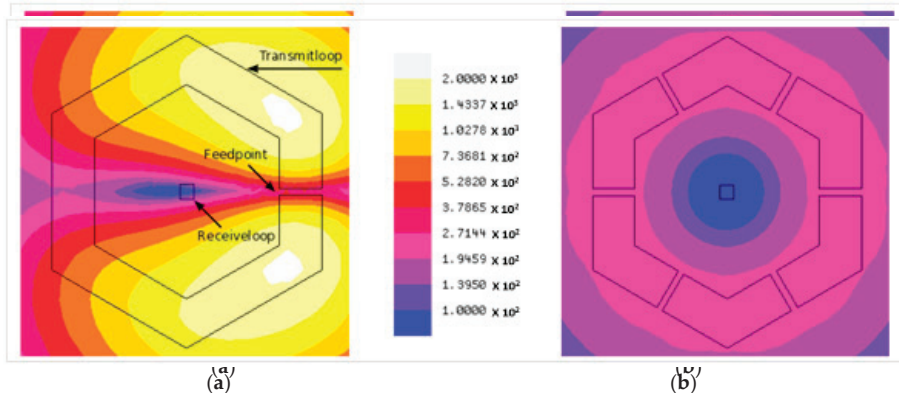 Transmitloop
Feedpoint
Receiveloop
2.0000 X 10³
1.4337 X 10³
1.0278 X 10³
7.3681 X 10²
5.2820 X 10²
3.7865 X 10²
2.7144 X 10²
1.9459 X 10²
1.3950 X 10²
1.0000 X 10²
(a)
(b)
(a)
(b)